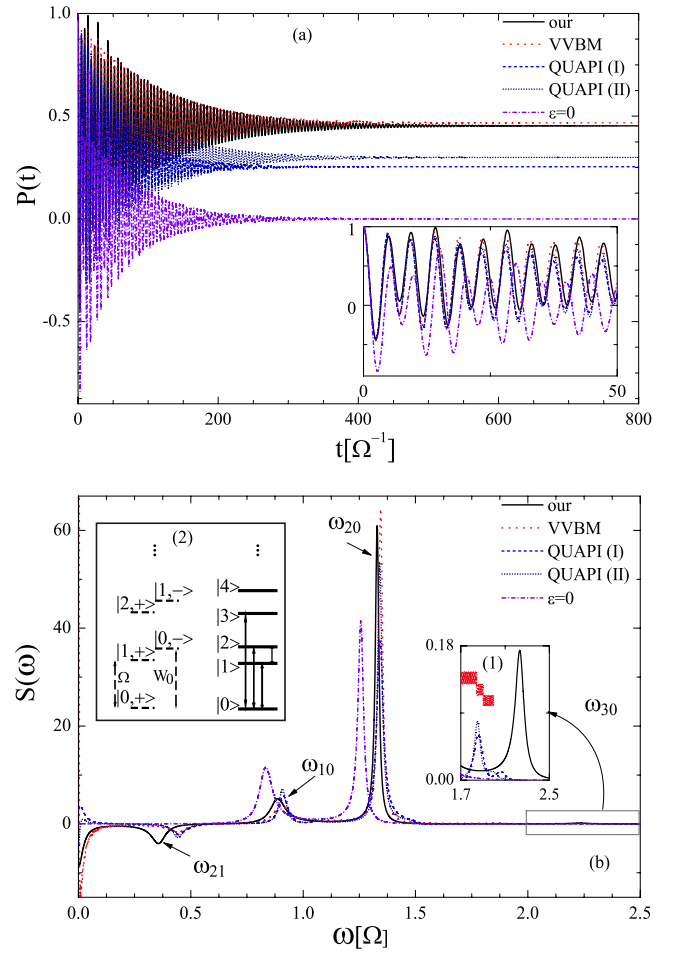 1.0
(a)
our
VVBM
QUAPI (I)
QUAPI (II)
ε=0
0.5
P(t)
0.0
-0.5
1
0
0
50
0
200
400
600
800
t[Ω⁻¹]
60
(2)
ω₂₀
our
VVBM
QUAPI (I)
QUAPI (II)
ε=0
|1,->
|4>
|2,+>
|3>
|0,->
|2>
|1,+>
|1>
Ω
W₀
|0,+>
|0>
40
S(ω)
0.18
(1)
ω₃₀
0.00
1.7
2.5
20
ω₁₀
0
ω₂₁
(b)
0.0
0.5
1.0
1.5
2.0
2.5
ω[Ω]